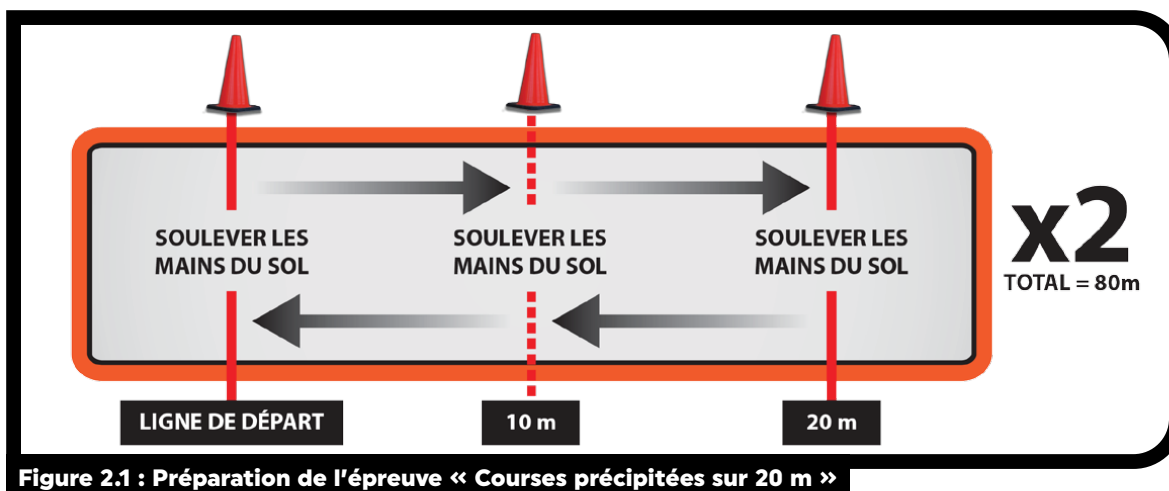 SOULEVER LES
MAINS DU SOL
SOULEVER LES
MAINS DU SOL
SOULEVER LES
MAINS DU SOL
x2
TOTAL = 80m
LIGNE DE DÉPART
10 m
20 m
Figure 2.1 : Préparation de l'épreuve « Courses précipitées sur 20 m »